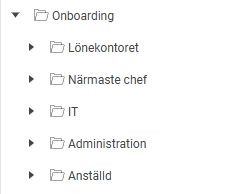 Onboarding
Lönekontoret
Närmaste chef
IT
Administration
Anställd